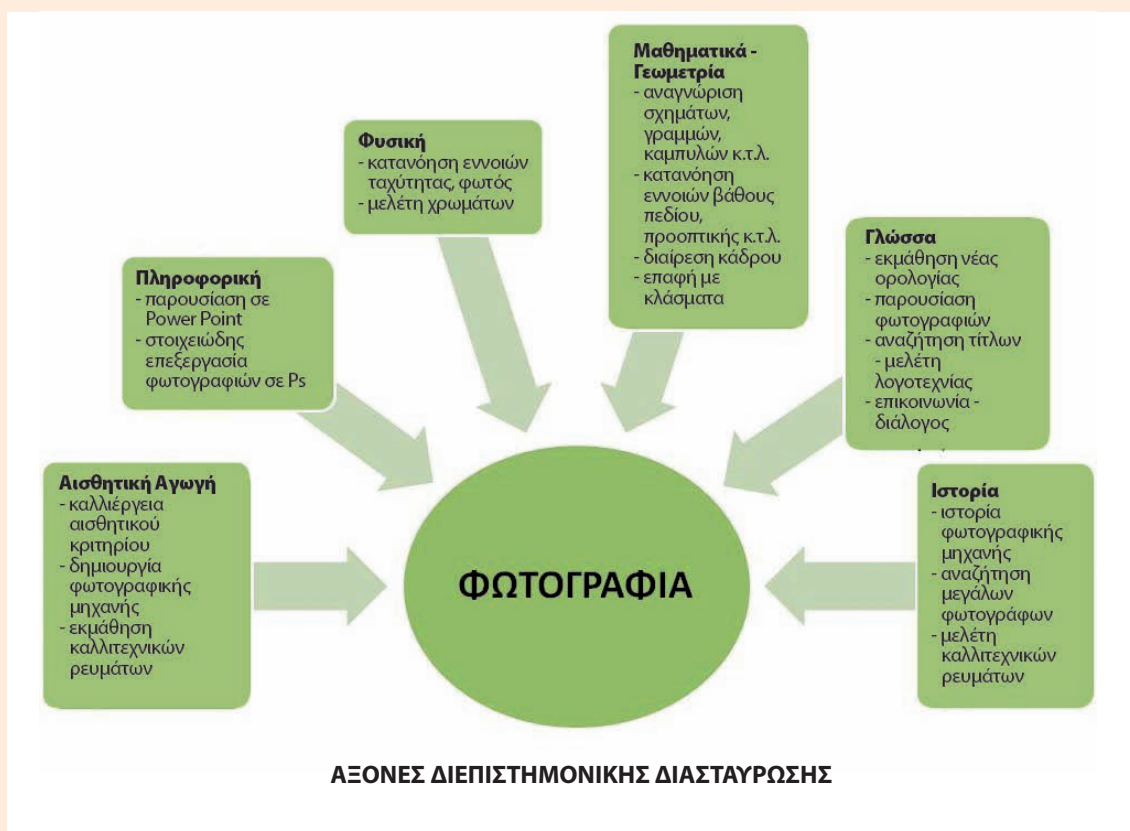 Μαθηματικά -
Γεωμετρία
- αναγνώριση
σχημάτων,
γραμμών,
καμπυλών κ.τ.λ.
- κατανόηση
εννοιών βάθους
πεδίου,
προοπτικής κ.τ.λ.
- διαίρεση κάδρου
- επαφή με
κλάσματα
Φυσική
- κατανόηση εννοιών
ταχύτητας, φωτός
- μελέτη χρωμάτων
Γλώσσα
- εκμάθηση νέας
ορολογίας
- παρουσίαση
φωτογραφιών
- αναζήτηση τίτλων
- μελέτη
λογοτεχνίας
- επικοινωνία -
διάλογος
Πληροφορική
- παρουσίαση σε
Power Point
- στοιχειώδης
επεξεργασία
φωτογραφιών σε Ps
Αισθητική Αγωγή
- καλλιέργεια
αισθητικού
κριτηρίου
- δημιουργία
φωτογραφικής
μηχανής
- εκμάθηση
καλλιτεχνικών
ρευμάτων
Ιστορία
- ιστορία
φωτογραφικής
μηχανής
- αναζήτηση
μεγάλων
φωτογράφων
- μελέτη
καλλιτεχνικών
ρευμάτων
ΦΩΤΟΓΡΑΦΙΑ
ΑΞΟΝΕΣ ΔΙΕΠΙΣΤΗΜΟΝΙΚΗΣ ΔΙΑΣΤΑΥΡΩΣΗΣ